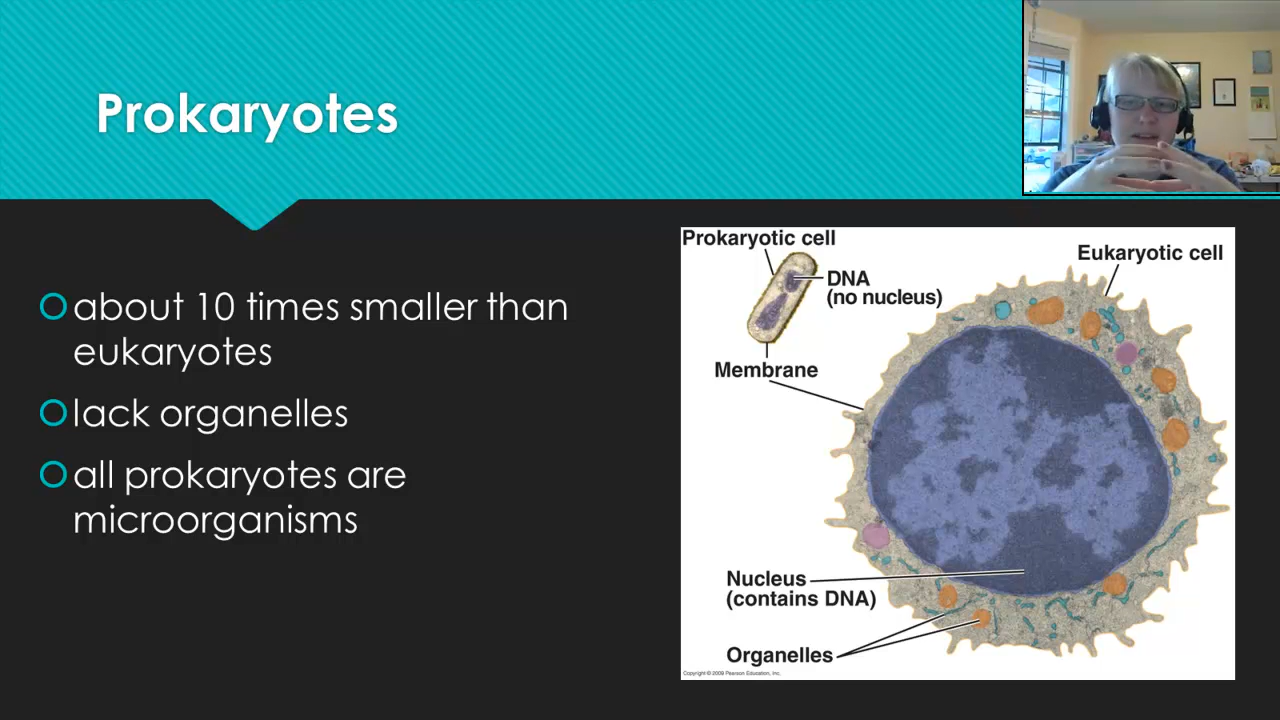 Prokaryotes
about 10 times smaller than
eukaryotes
lack organelles
all prokaryotes are
microorganisms
Prokaryotic cell
DNA
(no nucleus)
Membrane
Eukaryotic cell
Nucleus
(contains DNA)
Organelles
Copyright © 2009 Pearson Education, Inc.